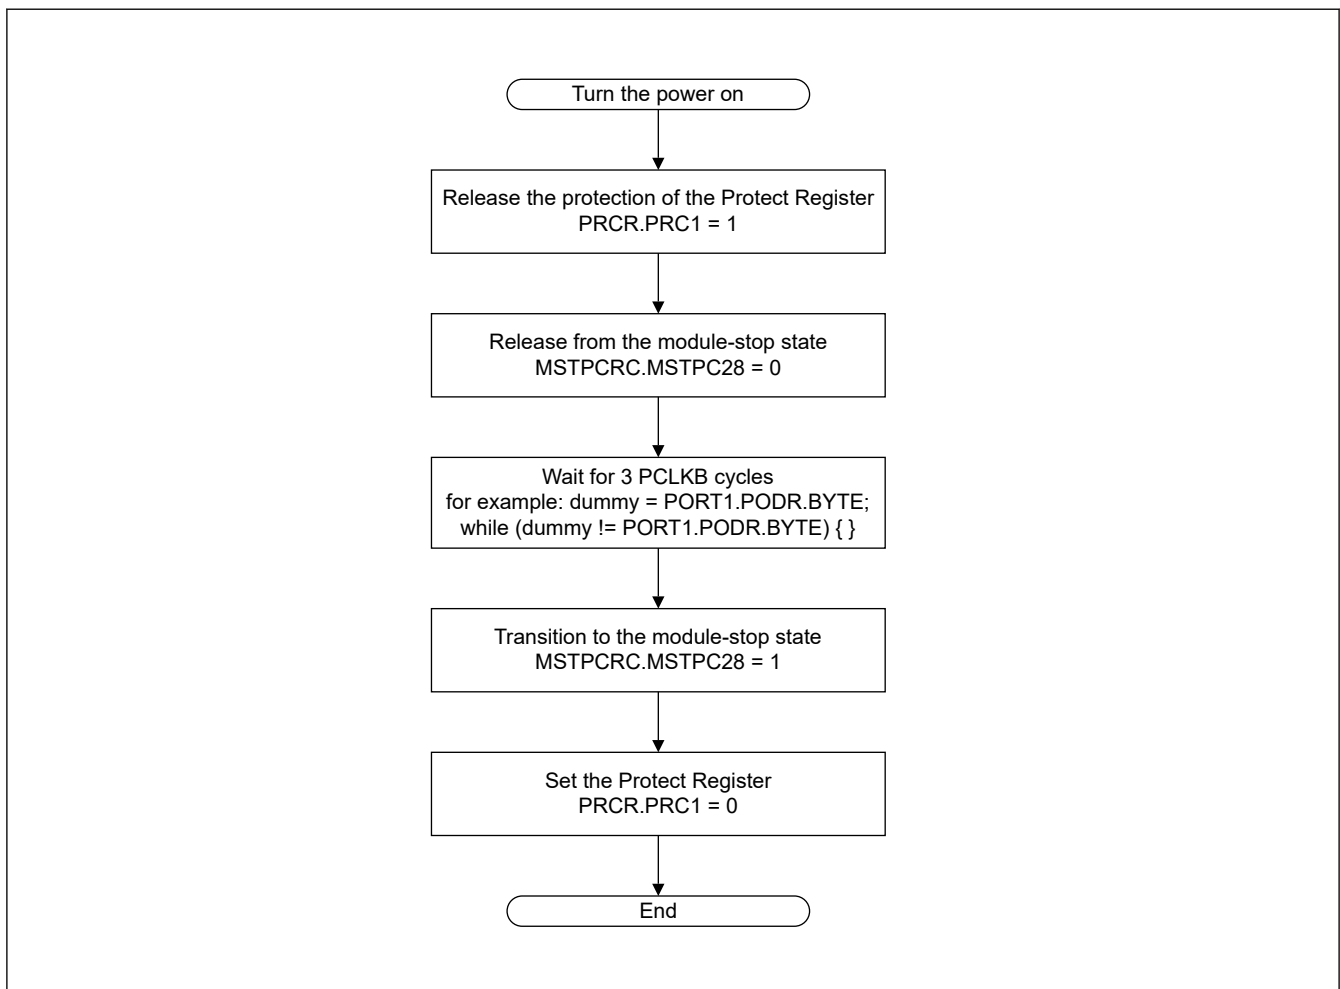 Turn the power on
Release the protection of the Protect Register
PRCR.PRC1 = 1
Release from the module-stop state
MSTPCRC.MSTPC28 = 0
Wait for 3 PCLKB cycles
for example: dummy = PORT1.PODR.BYTE;
while (dummy != PORT1.PODR.BYTE) { }
Transition to the module-stop state
MSTPCRC.MSTPC28 = 1
Set the Protect Register
PRCR.PRC1 = 0
End